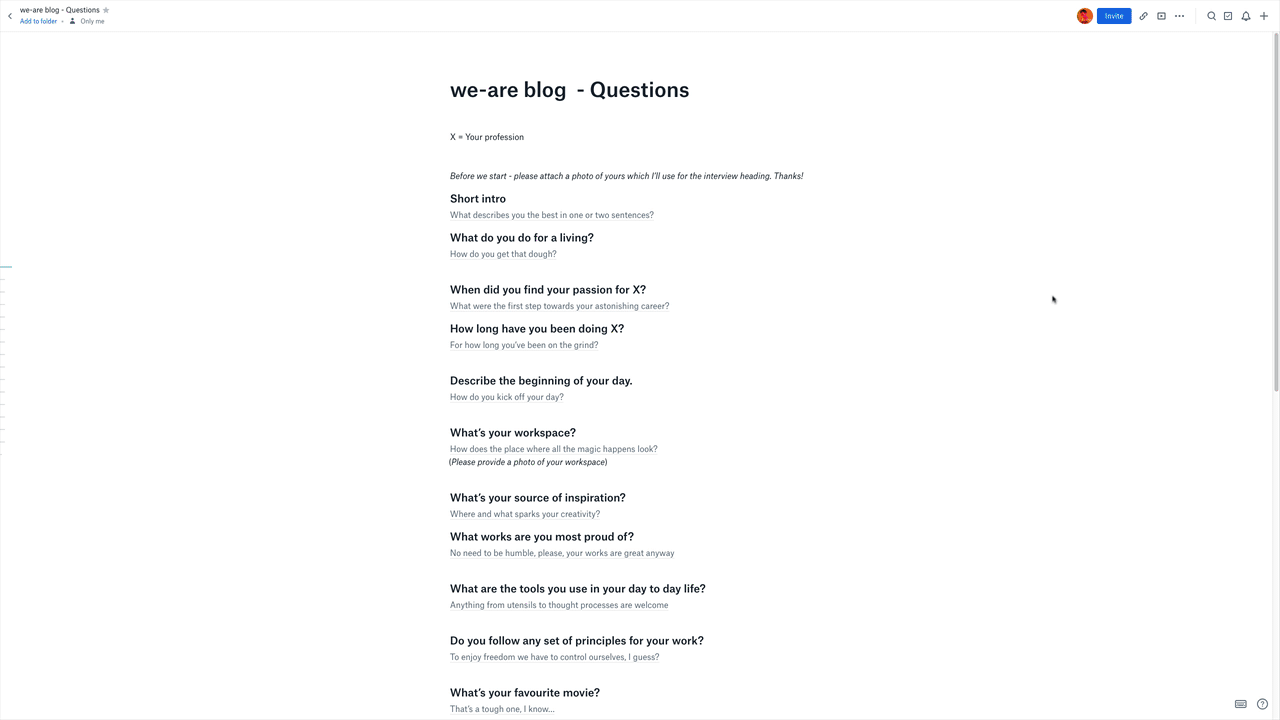 we-are blog - Questions
Add to folder · Only me
Invite
we-are blog - Questions
X = Your profession
Before we start - please attach a photo of yours which I'll use for the interview heading. Thanks!
Short intro
What describes you the best in one or two sentences?
What do you do for a living?
How do you get that dough?
When did you find your passion for X?
What were the first step towards your astonishing career?
How long have you been doing X?
For how long you've been on the grind?
Describe the beginning of your day.
How do you kick off your day?
What's your workspace?
How does the place where all the magic happens look?
(Please provide a photo of your workspace)
What's your source of inspiration?
Where and what sparks your creativity?
What works are you most proud of?
No need to be humble, please, your works are great anyway
What are the tools you use in your day to day life?
Anything from utensils to thought processes are welcome
Do you follow any set of principles for your work?
To enjoy freedom we have to control ourselves, I guess?
What's your favourite movie?
That's a tough one, I know...